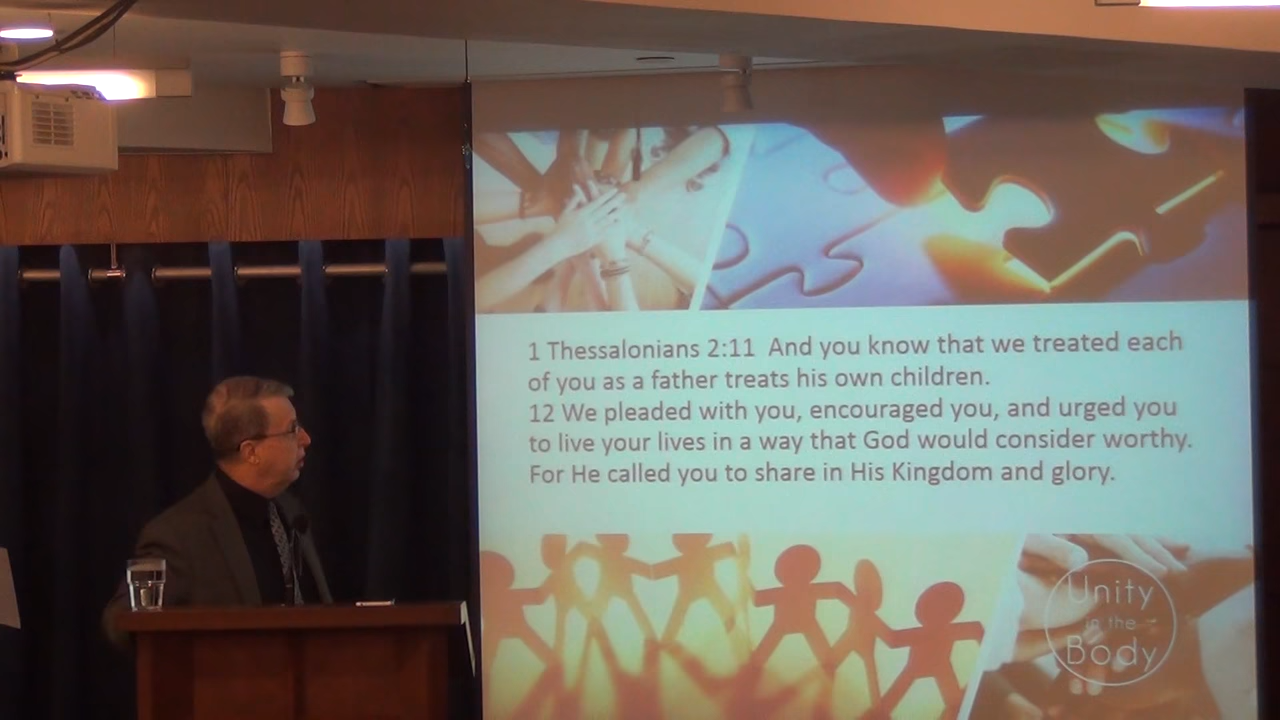 1 Thessalonians 2:11  And you know that we treated each
of you as a father treats his own children.
12 We pleaded with you, encouraged you, and urged you
to live your lives in a way that God would consider worthy.
For He called you to share in His Kingdom and glory.
Unity
in the
Body